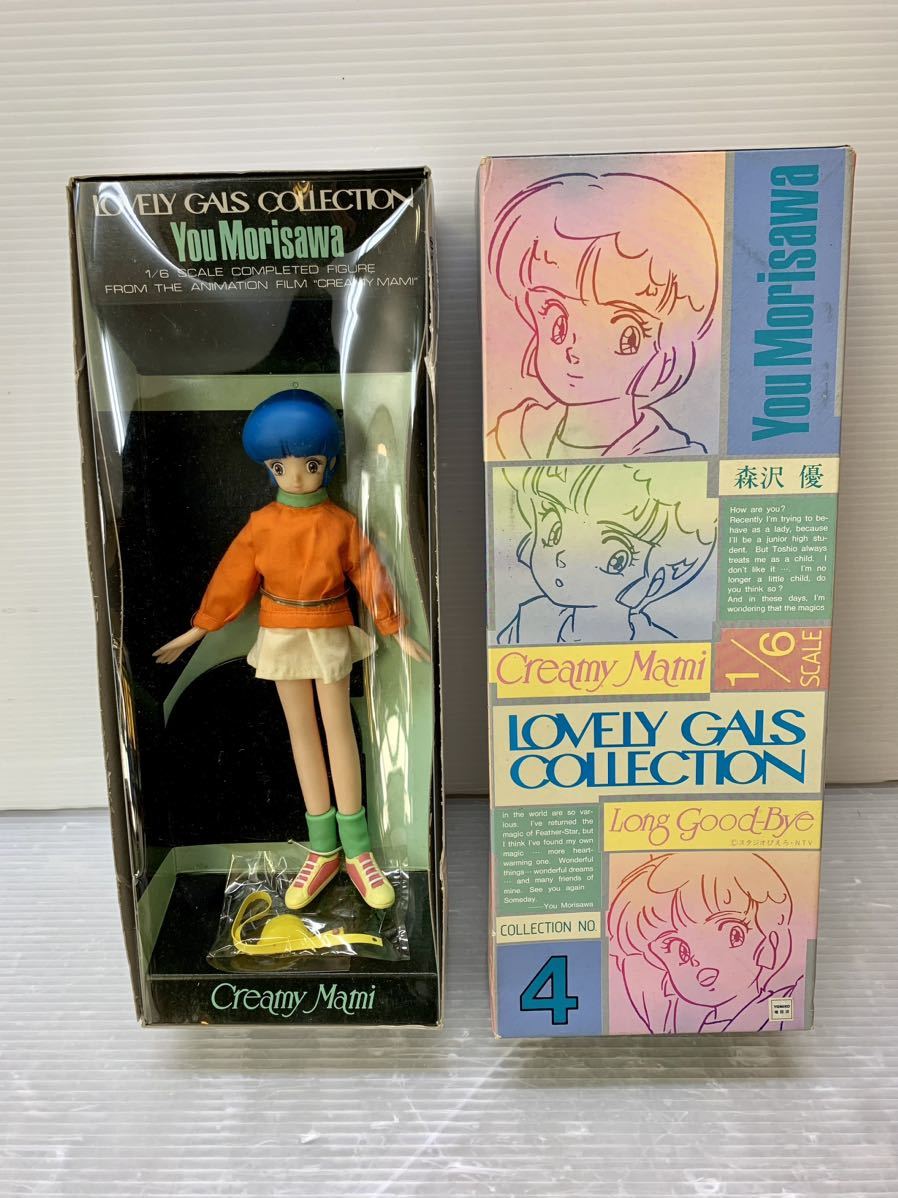 LOVELY GALS COLLECTION
You Morisawa
1/6 SCALE COMPLETED FIGURE
FROM THE ANIMATION FILM "CREAMY MAMI"
Creamy Mami
You Morisawa
森沢 優
How are you?
Recently I'm trying to be-
have as a lady, because
I'll be a junior high stu-
dent. But Toshio always
treats me as a child. I
don't like it …. I'm no
longer a little child, do
you think so?
And in these days, I'm
wondering that the magics
Creamy Mami
1/6
SCALE
LOVELY GALS
COLLECTION
in the world are so var-
ious. I've returned the
magic of Feather-Star, but
I think I've found my own
magic … more heart-
warming one. Wonderful
things… wonderful dreams
… and many friends of
mine. See you again
Someday.
——You Morisawa
Long Good-Bye
©スタジオぴえろ・NTV
COLLECTION NO.
4